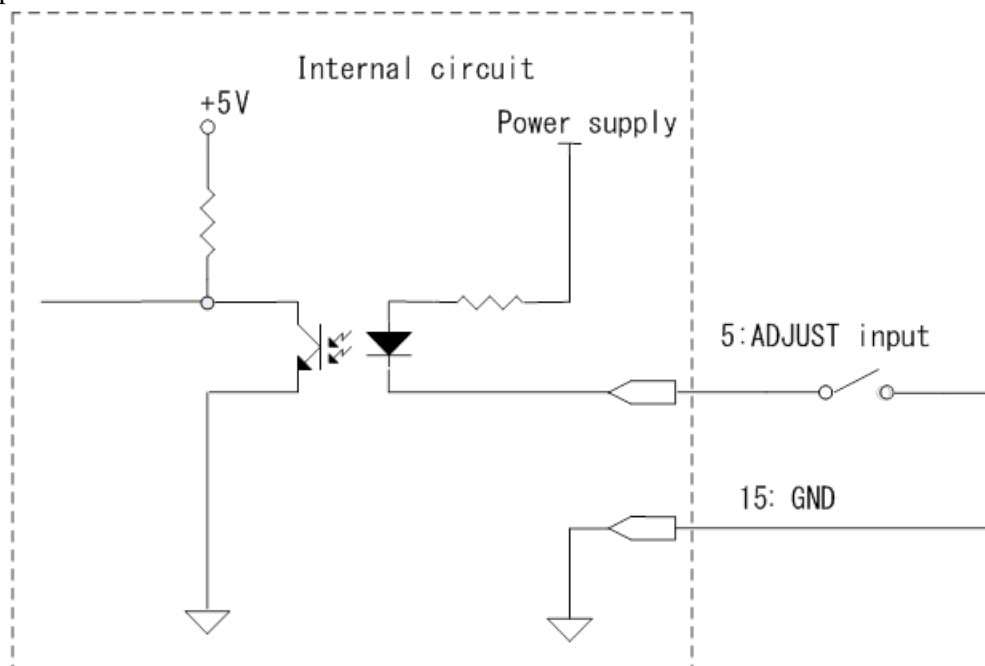 Internal circuit
+5V
Power supply
5:ADJUST input
15: GND